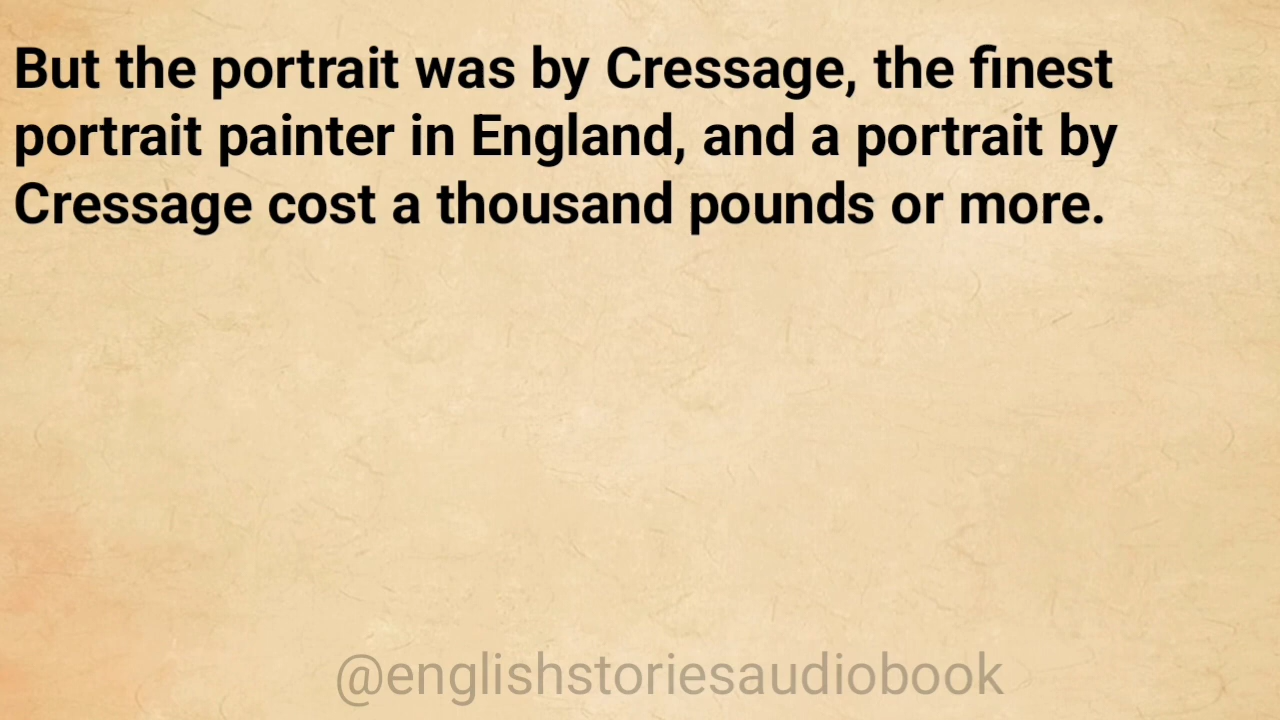 But the portrait was by Cressage, the finest
portrait painter in England, and a portrait by
Cressage cost a thousand pounds or more.
@englishstoriesaudiobook